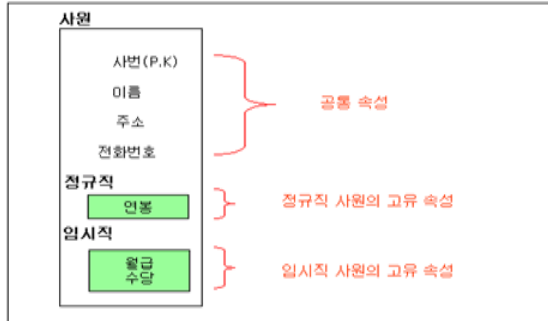 사원
사번(P.K)
이름
주소
전화번호
공통 속성
정규직
연봉
정규직 사원의 고유 속성
임시직
월급
수당
임시직 사원의 고유 속성